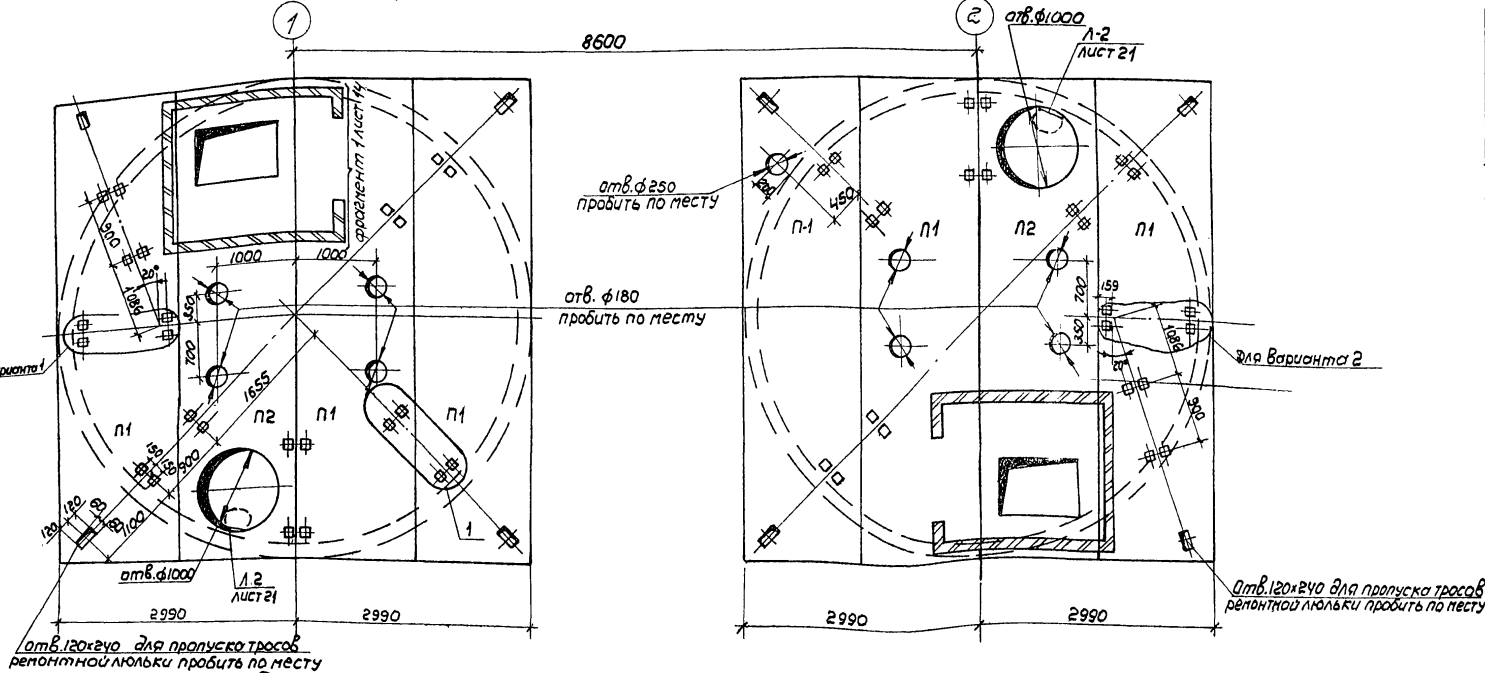 1
2
8600
отв.ф1000
Л-2
лист 21
фрагмент 1 лист 14
отв.ф250
пробить по месту
200
450
П-1
П1
П2
П1
900
1086
20°
1000
1000
350
700
отв. ф180
пробить по месту
700
350
159
1086
20°
900
для Варианта 2
рианта 1
1655
П1
П2
П1
П1
150
150
900
1100
120
120
60
60
1
отв.ф1000
Л.2
лист 21
2990
2990
2990
2990
отв.120х240 для пропуска тросов
ремонтной люльки пробить по месту
Отв.120х240 для пропуска тросов
ремонтной люльки пробить по месту